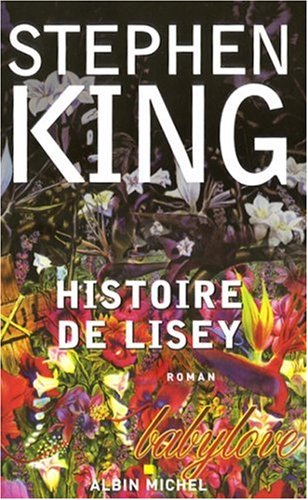 STEPHEN
KING
HISTOIRE
DE LISEY
ROMAN
babylove
ALBIN MICHEL